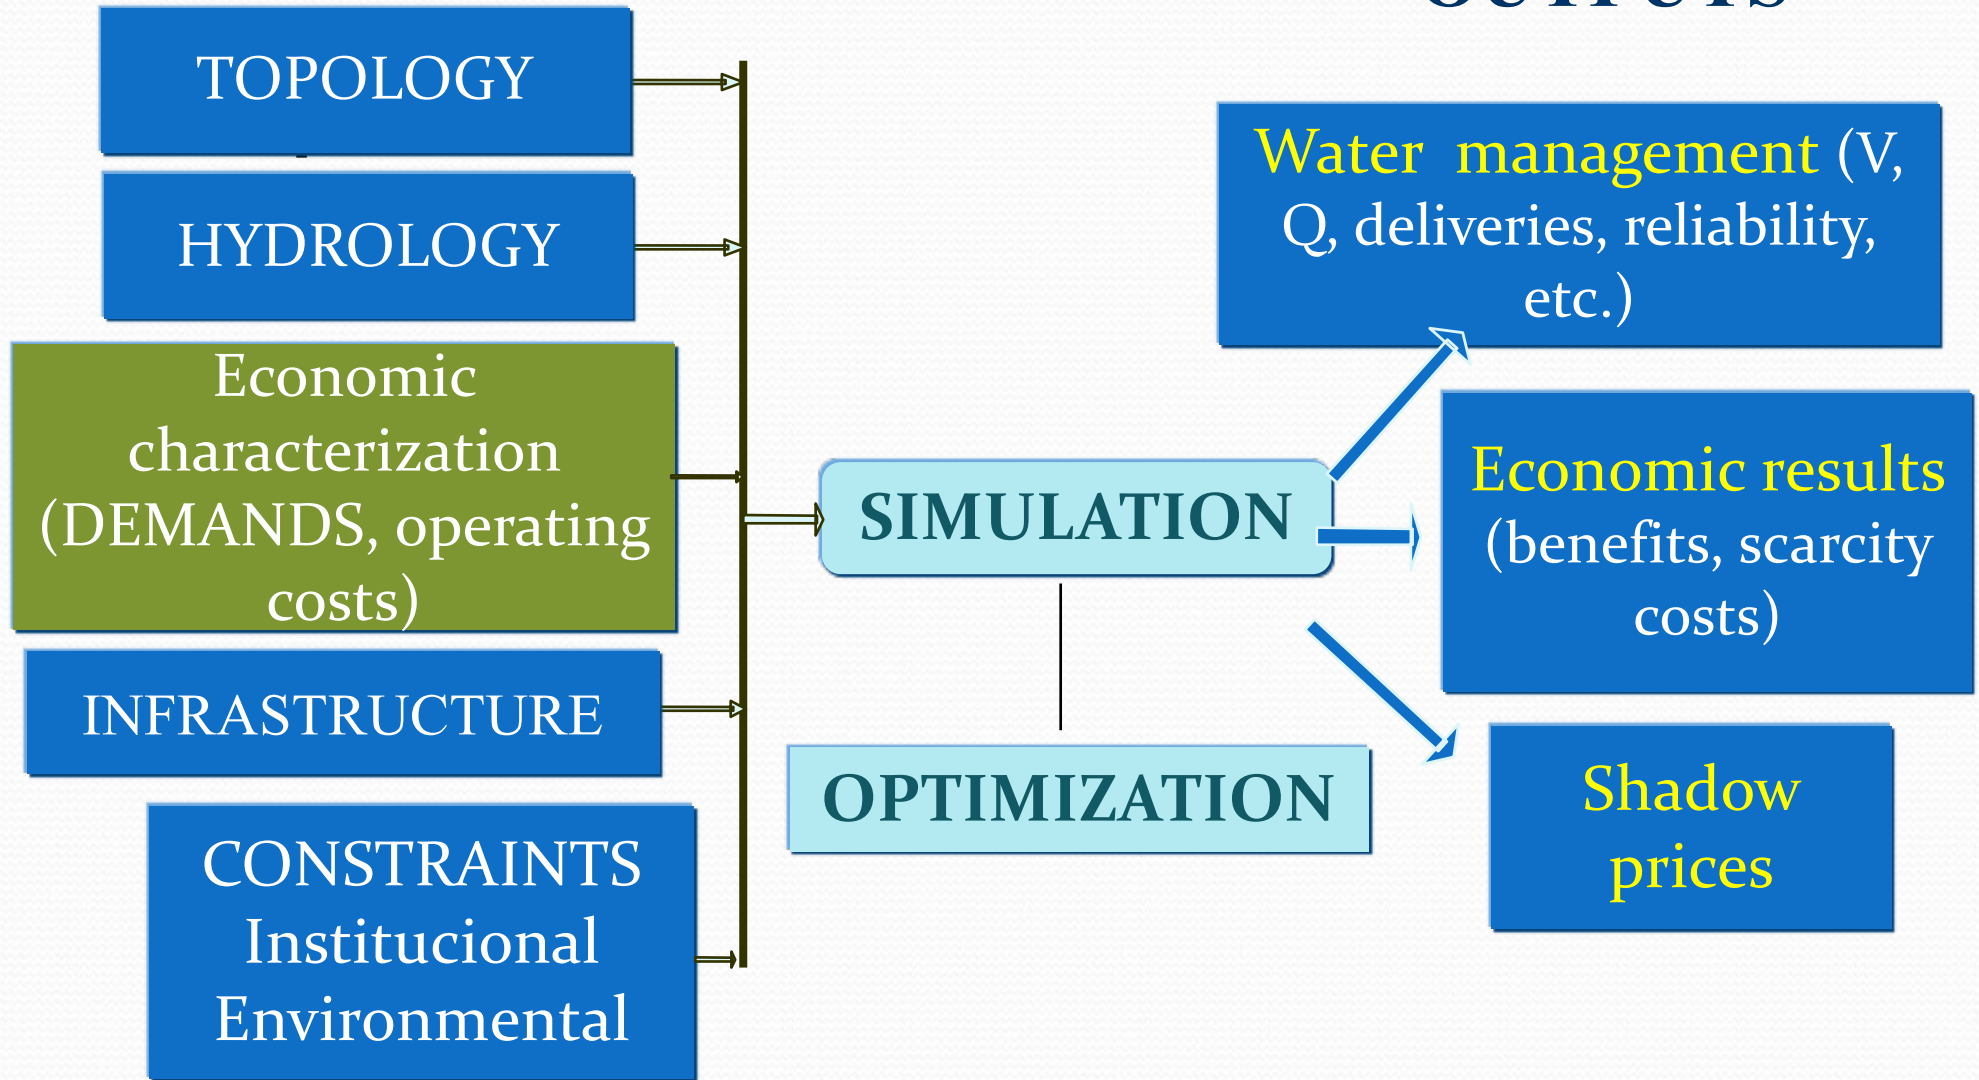 OUTPUTS
TOPOLOGY
HYDROLOGY
Economic
characterization
(DEMANDS, operating
costs)
INFRASTRUCTURE
CONSTRAINTS
Institucional
Environmental
SIMULATION
OPTIMIZATION
Water management (V,
Q, deliveries, reliability,
etc.)
Economic results
(benefits, scarcity
costs)
Shadow
prices